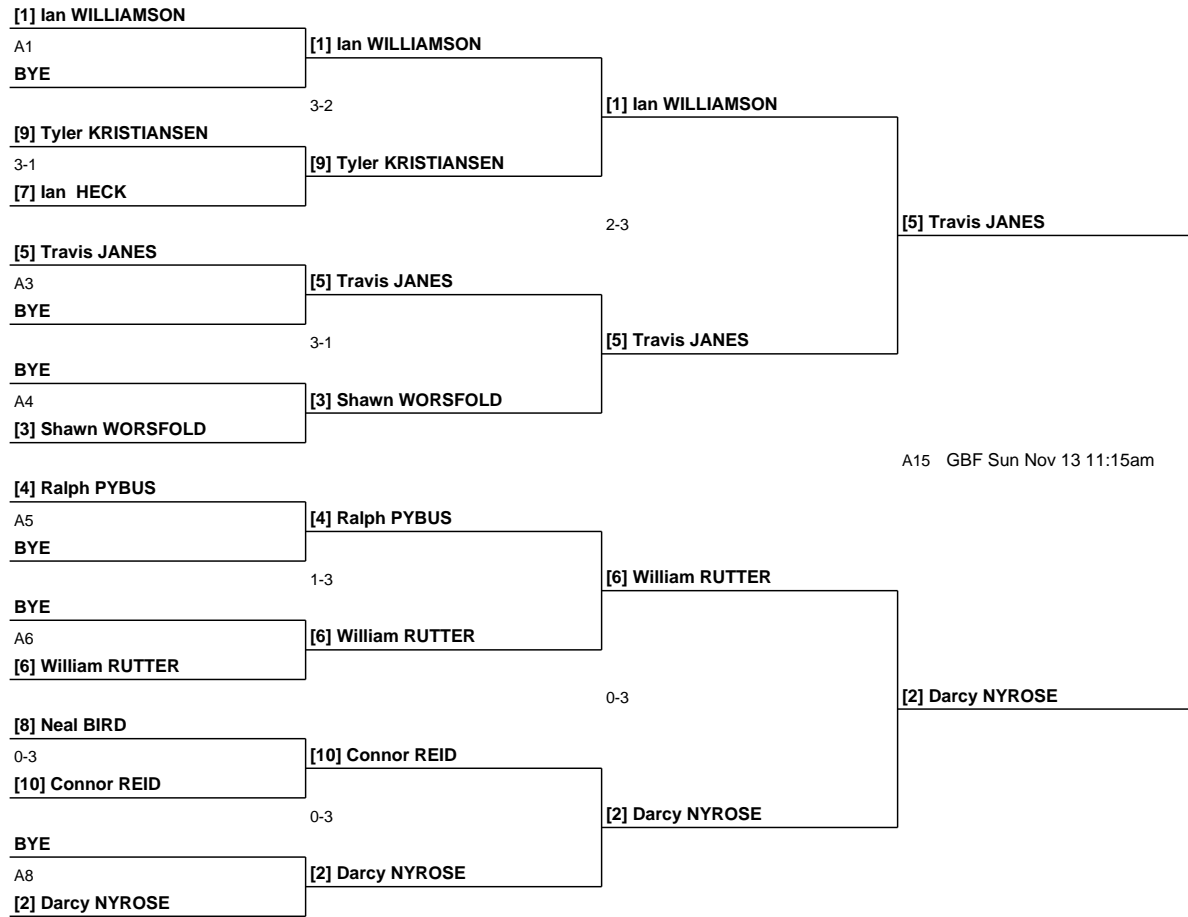 [1] Ian WILLIAMSON
A1
BYE
[1] Ian WILLIAMSON
3-2
[9] Tyler KRISTIANSEN
3-1
[7] Ian  HECK
[9] Tyler KRISTIANSEN
[1] Ian WILLIAMSON
2-3
[5] Travis JANES
A3
BYE
[5] Travis JANES
3-1
BYE
A4
[3] Shawn WORSFOLD
[3] Shawn WORSFOLD
[5] Travis JANES
[5] Travis JANES
A15 GBF Sun Nov 13 11:15am
[4] Ralph PYBUS
A5
BYE
[4] Ralph PYBUS
1-3
BYE
A6
[6] William RUTTER
[6] William RUTTER
[6] William RUTTER
0-3
[8] Neal BIRD
0-3
[10] Connor REID
[10] Connor REID
0-3
BYE
A8
[2] Darcy NYROSE
[2] Darcy NYROSE
[2] Darcy NYROSE
[2] Darcy NYROSE